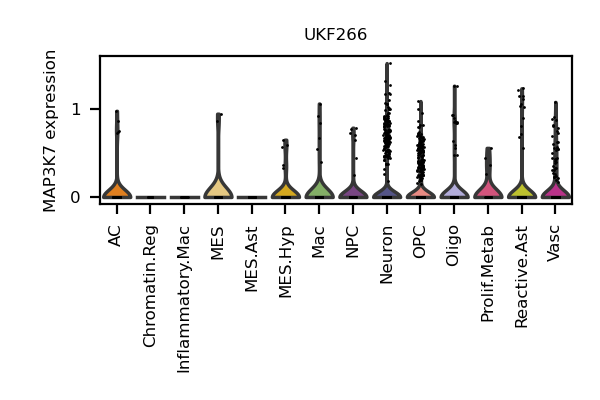 UKF266
MAP3K7 expression
1
0
AC
Chromatin.Reg
Inflammatory.Mac
MES
MES.Ast
MES.Hyp
Mac
NPC
Neuron
OPC
Oligo
Prolif.Metab
Reactive.Ast
Vasc